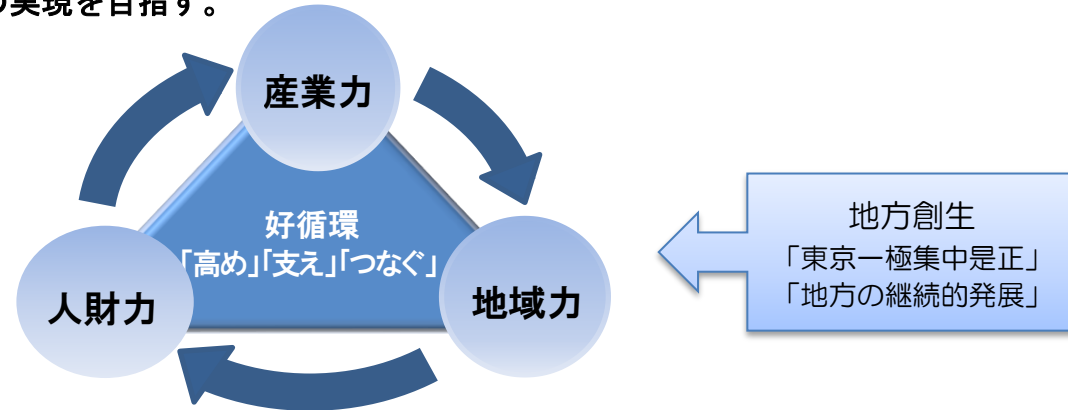 の実現を目指す。
産業力
好循環
「高め」「支え」「つなぐ」
人財力
地域力
地方創生
「東京一極集中是正」
「地方の継続的発展」